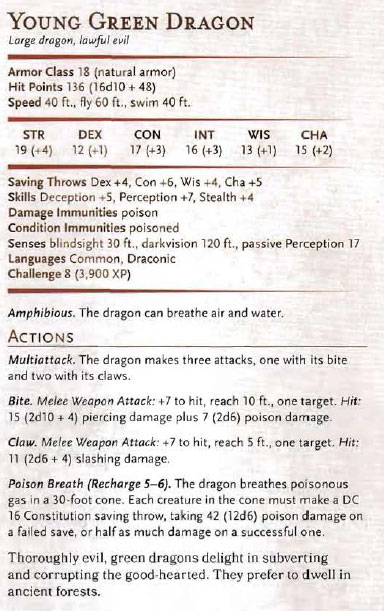 YOUNG GREEN DRAGON
Large dragon, lawful evil
Armor Class 18 (natural armor)
Hit Points 136 (16d10 + 48)
Speed 40 ft., fly 60 ft., swim 40 ft.
STR DEX CON INT WIS CHA
19 (+4) 12 (+1) 17 (+3) 16 (+3) 13 (+1) 15 (+2)
Saving Throws Dex +4, Con +6, Wis +4, Cha +5
Skills Deception +5, Perception +7, Stealth +4
Damage Immunities poison
Condition Immunities poisoned
Senses blindsight 30 ft., darkvision 120 ft., passive Perception 17
Languages Common, Draconic
Challenge 8 (3,900 XP)
Amphibious. The dragon can breathe air and water.
ACTIONS
Multiattack. The dragon makes three attacks, one with its bite
and two with its claws.
Bite. Melee Weapon Attack: +7 to hit, reach 10 ft., one target. Hit:
15 (2d10 + 4) piercing damage plus 7 (2d6) poison damage.
Claw. Melee Weapon Attack: +7 to hit, reach 5 ft., one target. Hit:
11 (2d6 + 4) slashing damage.
Poison Breath (Recharge 5–6). The dragon breathes poisonous
gas in a 30-foot cone. Each creature in the cone must make a DC
16 Constitution saving throw, taking 42 (12d6) poison damage on
a failed save, or half as much damage on a successful one.
Thoroughly evil, green dragons delight in subverting
and corrupting the good-hearted. They prefer to dwell in
ancient forests.